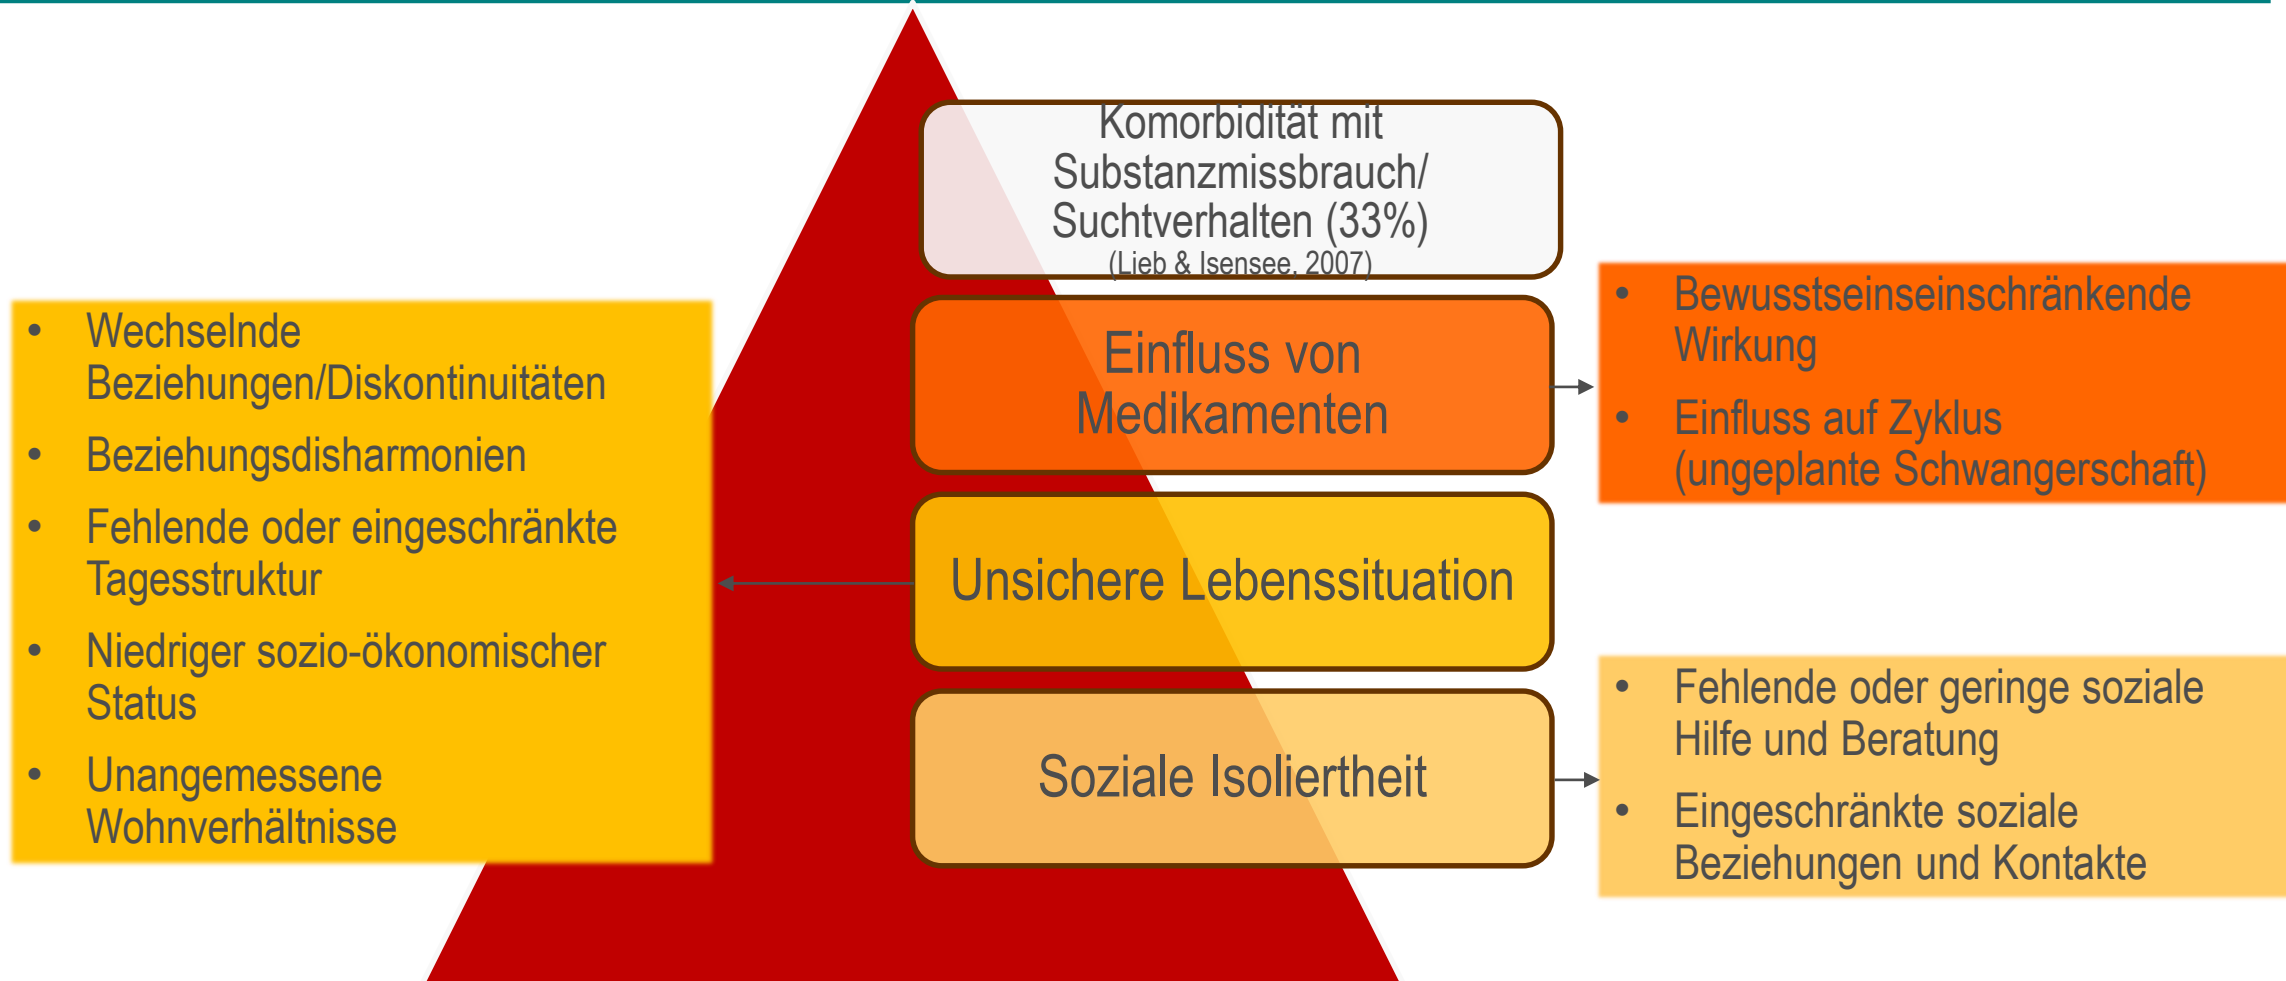 Komorbidität mit
Substanzmissbrauch/
Suchtverhalten (33%)
(Lieb & Isensee, 2007)
Einfluss von
Medikamenten
• Bewusstseinseinschränkende
Wirkung
• Einfluss auf Zyklus
(ungeplante Schwangerschaft)
Unsichere Lebenssituation
• Wechselnde
Beziehungen/Diskontinuitäten
• Beziehungsdisharmonien
• Fehlende oder eingeschränkte
Tagesstruktur
• Niedriger sozio-ökonomischer
Status
• Unangemessene
Wohnverhältnisse
Soziale Isoliertheit
• Fehlende oder geringe soziale
Hilfe und Beratung
• Eingeschränkte soziale
Beziehungen und Kontakte